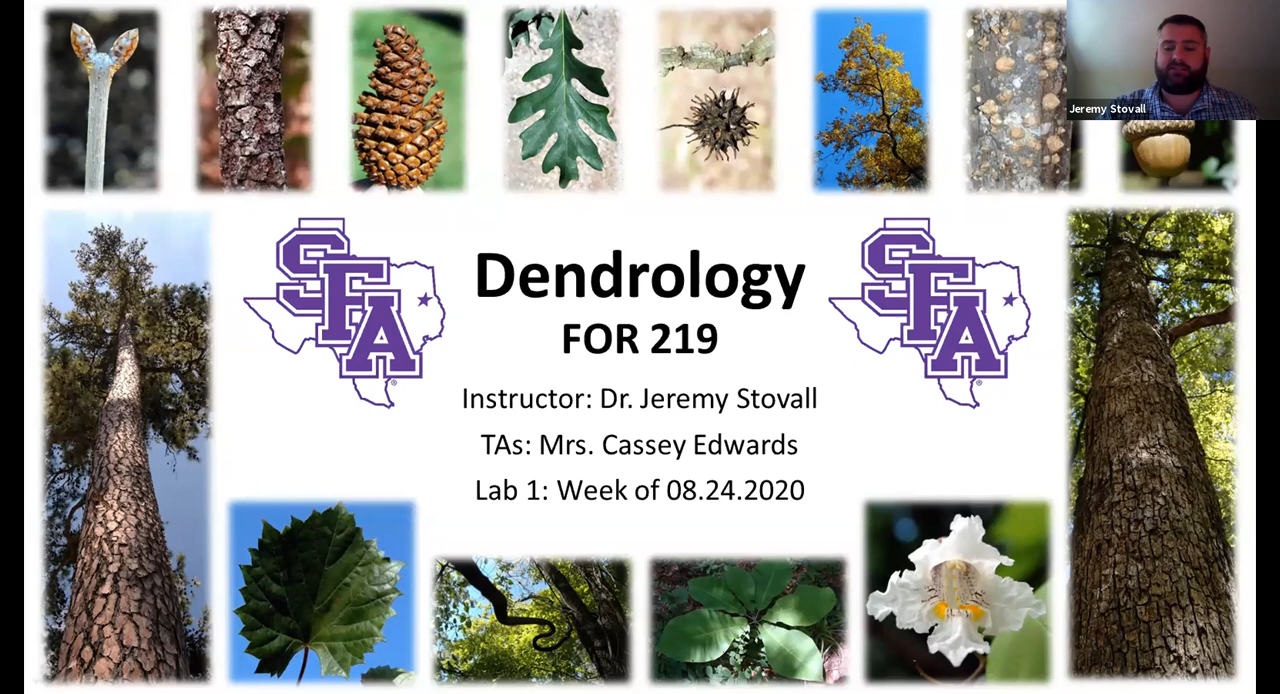 Jeremy Stovall
SFA
SFA
®
®
Dendrology
FOR 219
Instructor: Dr. Jeremy Stovall
TAs: Mrs. Cassey Edwards
Lab 1: Week of 08.24.2020